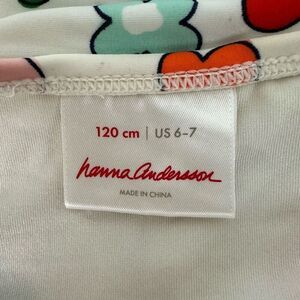 120 cm | US 6-7
hanna andersson
MADE IN CHINA